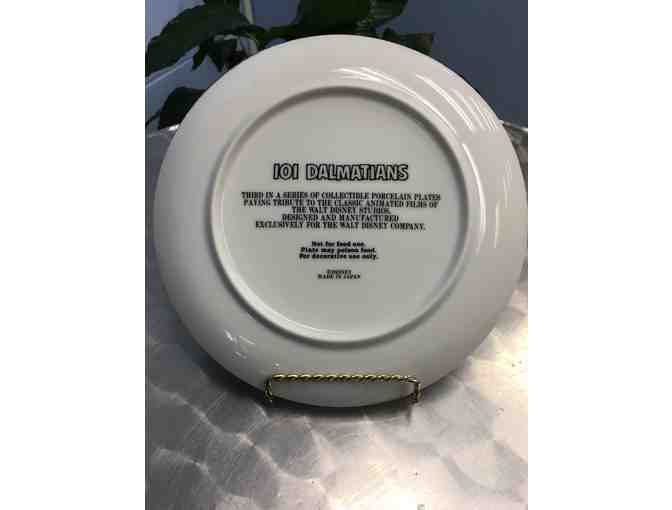 101 DALMATIANS
THIRD IN A SERIES OF COLLECTIBLE PORCELAIN PLATES
PAYING TRIBUTE TO THE CLASSIC ANIMATED FILMS OF
THE WALT DISNEY STUDIOS.
DESIGNED AND MANUFACTURED
EXCLUSIVELY FOR THE WALT DISNEY COMPANY.
Not for food use.
Plate may poison food.
For decorative use only.
©DISNEY
MADE IN JAPAN